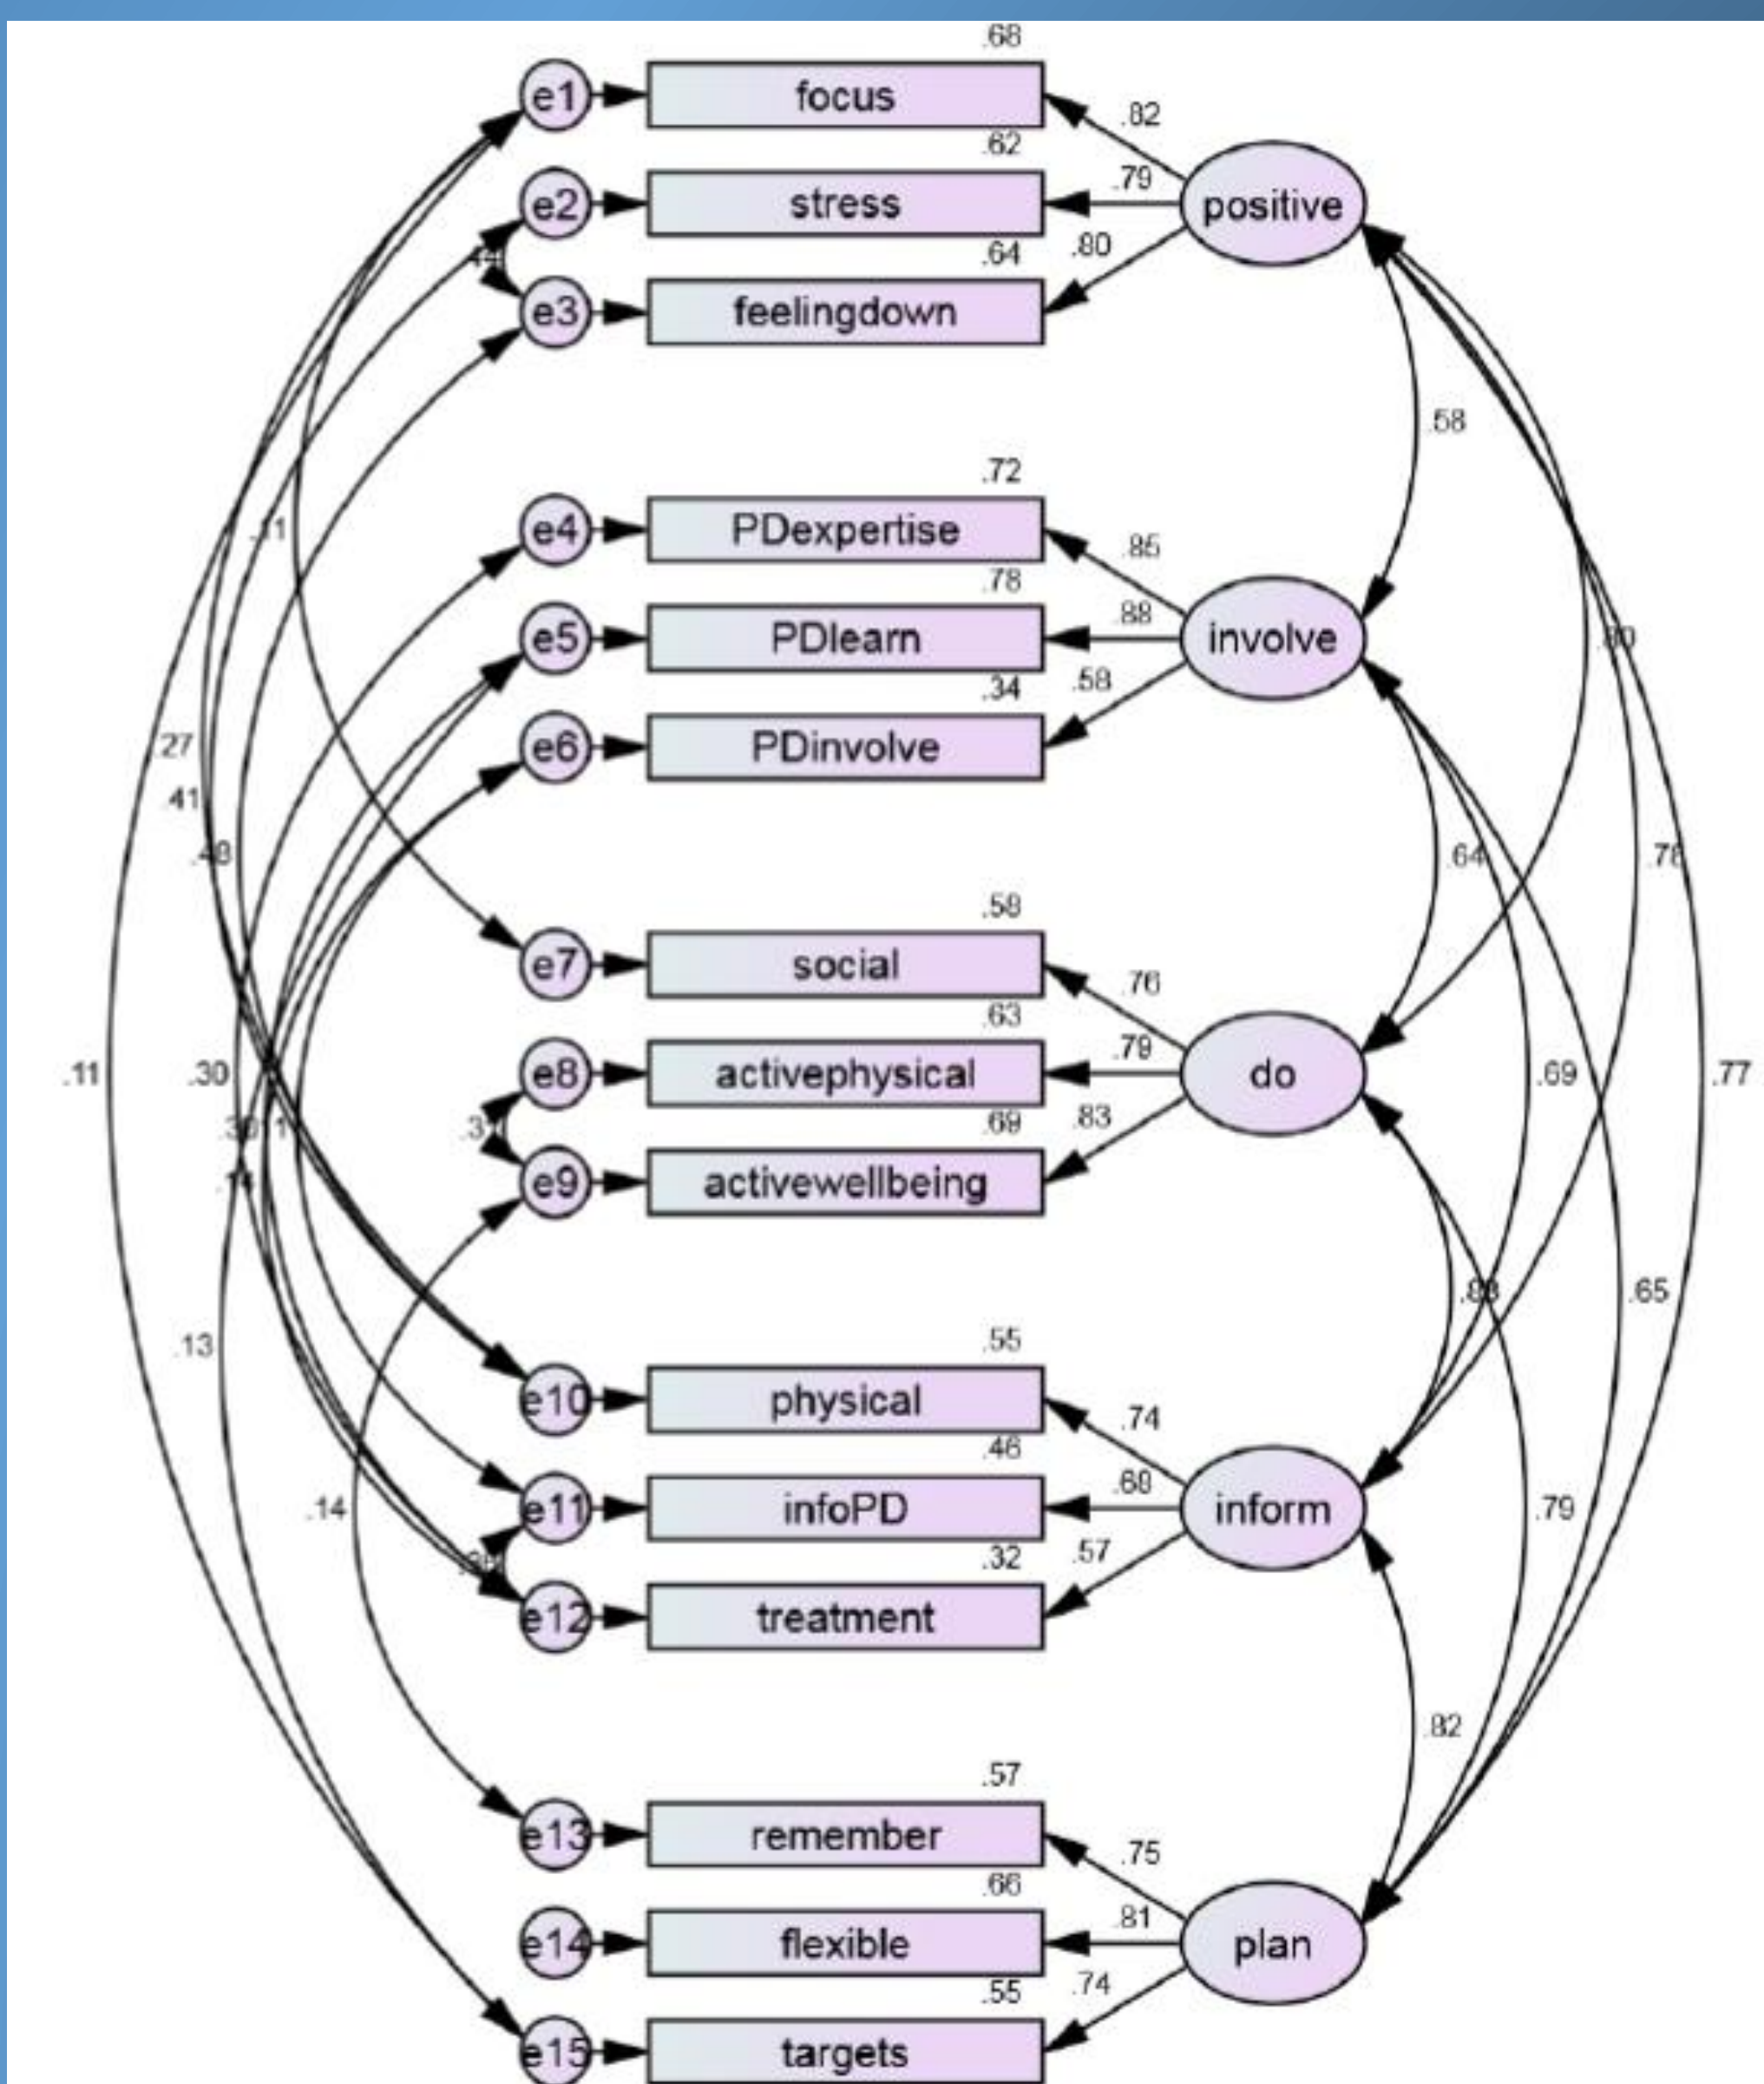 .68
e1 focus .82
.62
e2 stress .79 positive
.64 .80
e3 feelingdown
.58
.72
e4 PDexpertise .85
.11
.78
e5 PDlearn .88 involve
.34 .58
e6 PDinvolve
.27
.41
.48 .64
.58
e7 social .76
.63
e8 activephysical .79 do
.11 .30 .69 .77
.69 .83
e9 activewellbeing
.65
.13
.55
e10 physical .74
.46
e11 infoPD .68 inform
.14 .79
.32 .57
e12 treatment
.82
.57
e13 remember .75
.66
e14 flexible .81 plan
.55 .74
e15 targets